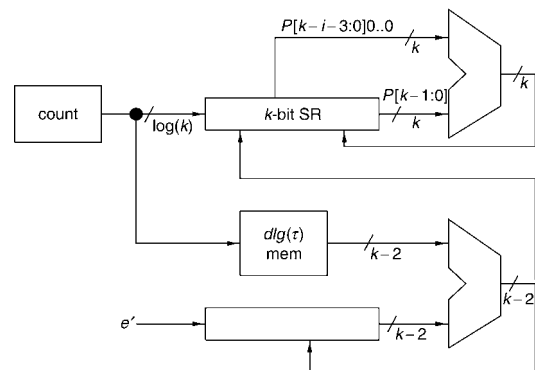 P[k−i−3:0]0..0
k
P[k−1:0]
k
count
log(k)
k-bit SR
k
dlg(τ)
mem
k−2
k−2
e′
k−2